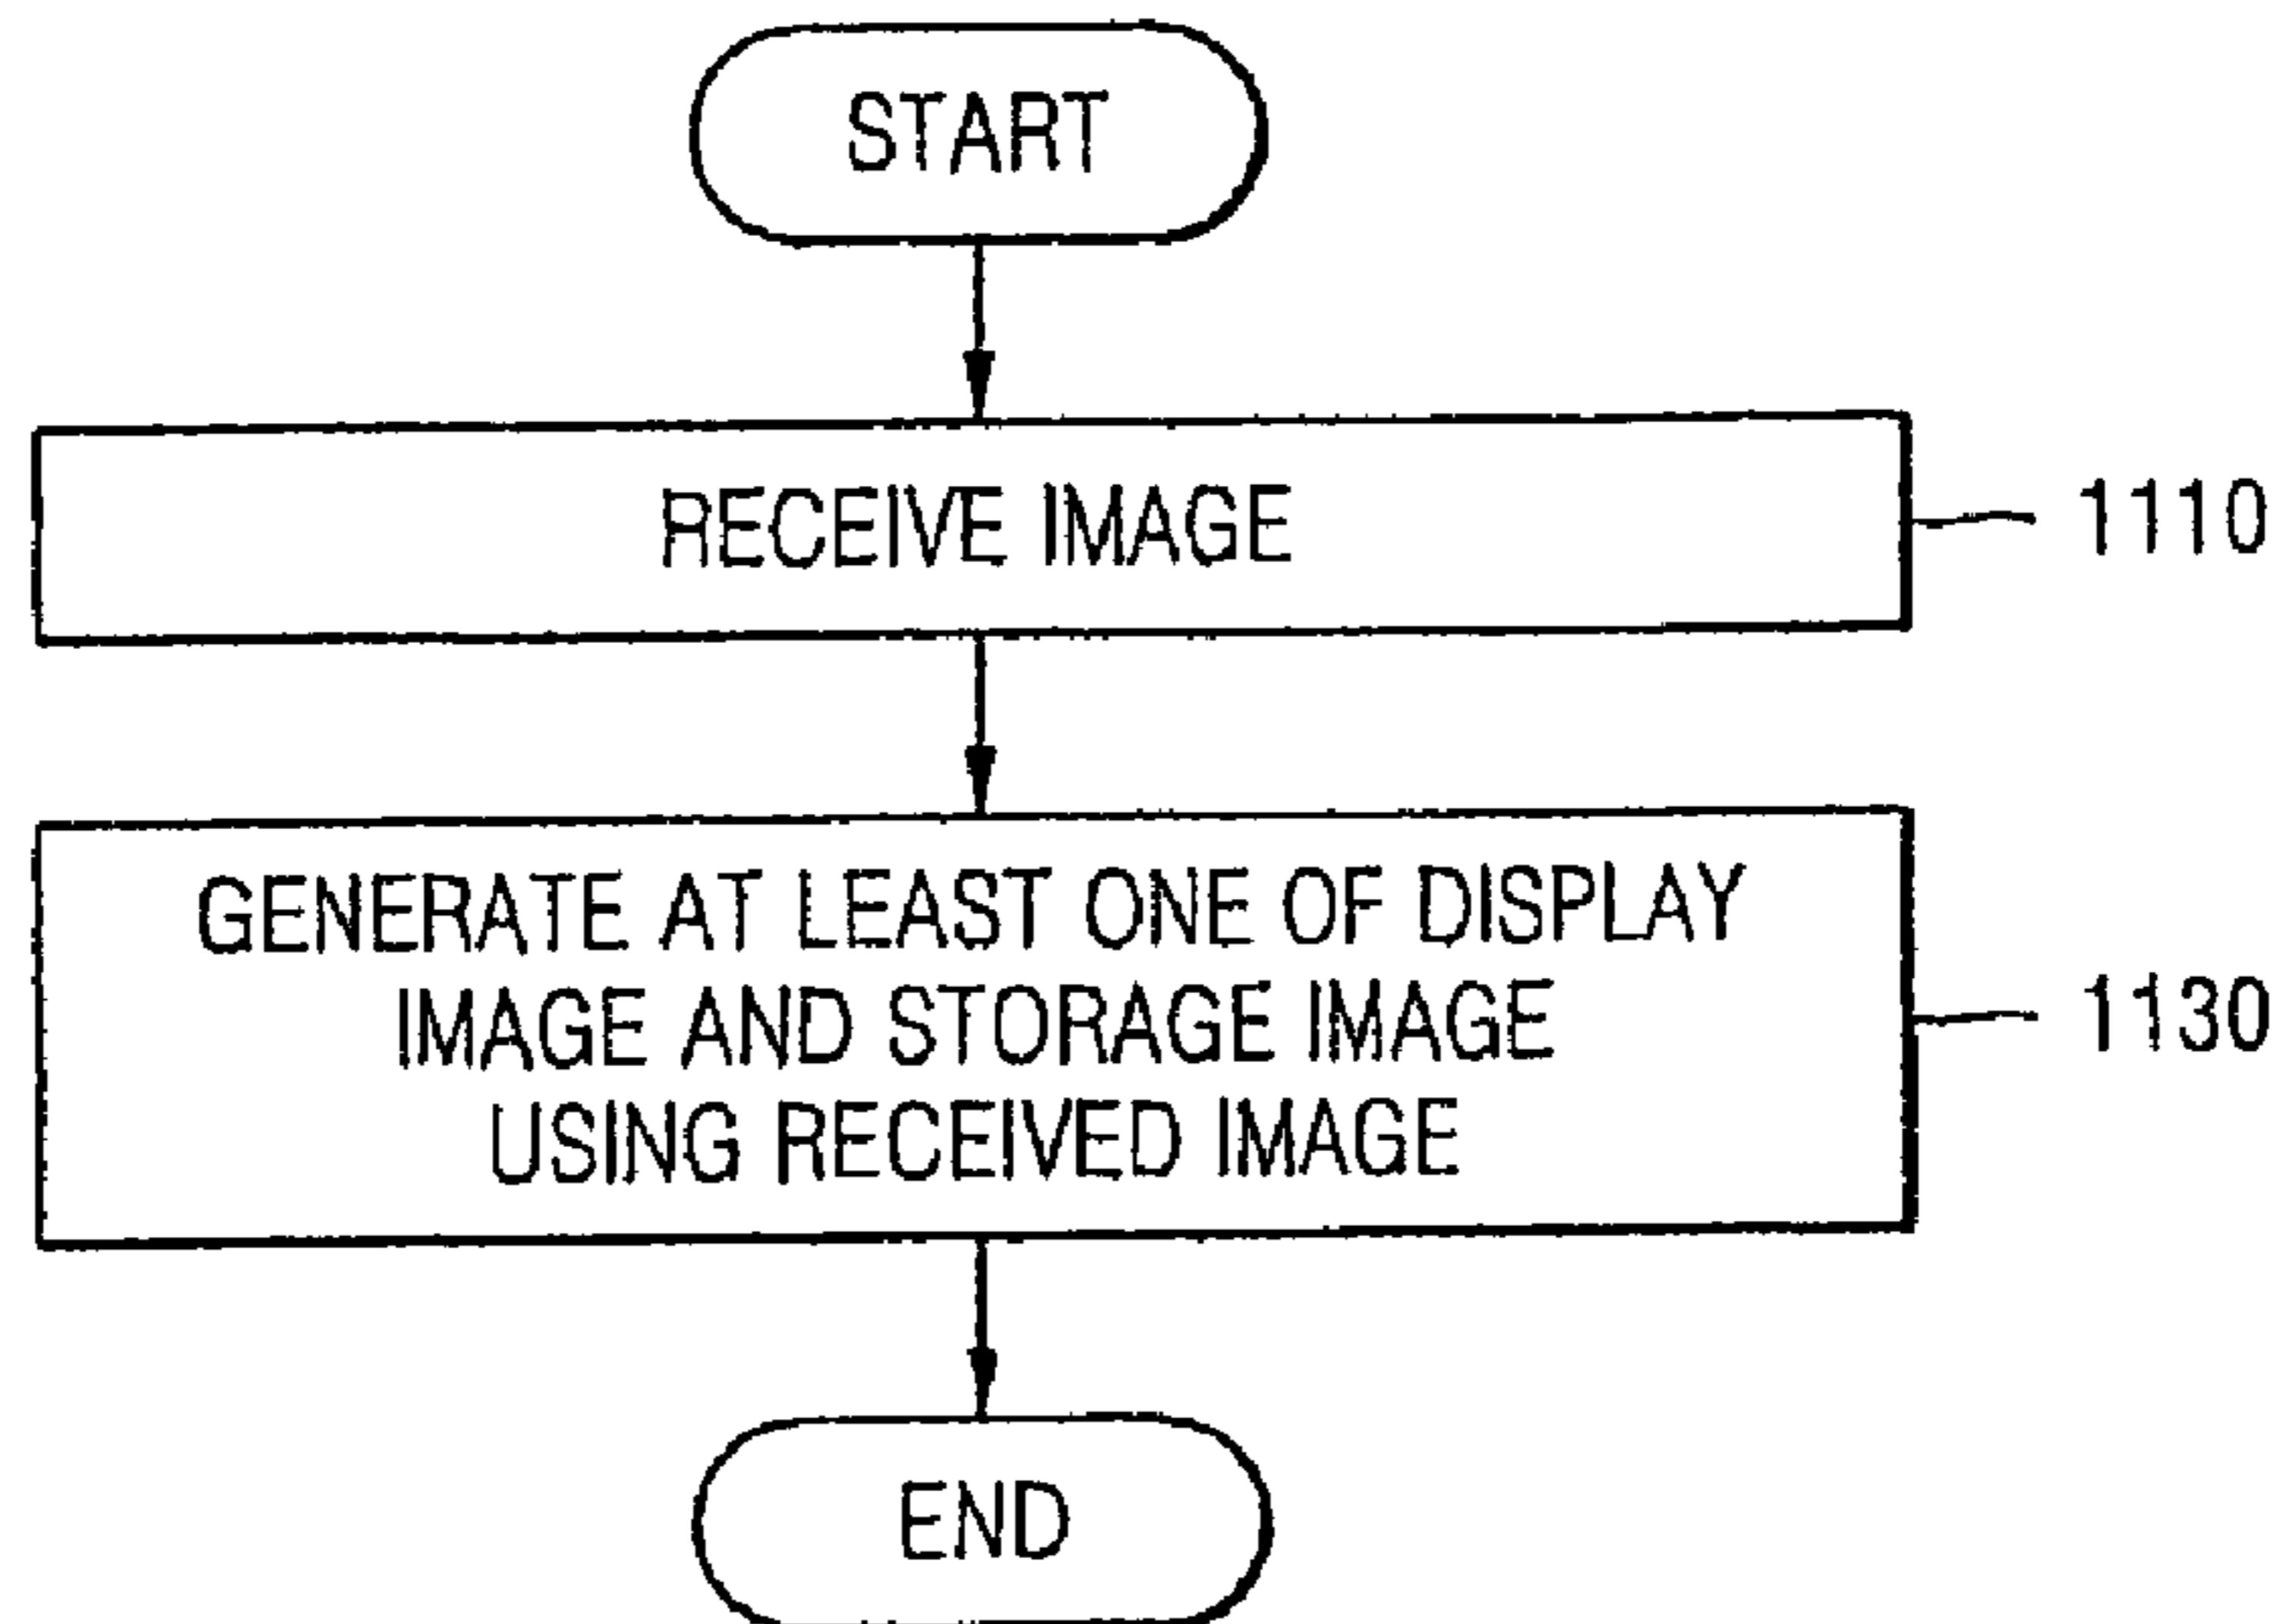 START
RECEIVE IMAGE
1110
GENERATE AT LEAST ONE OF DISPLAY
IMAGE AND STORAGE IMAGE
USING RECEIVED IMAGE
1130
END